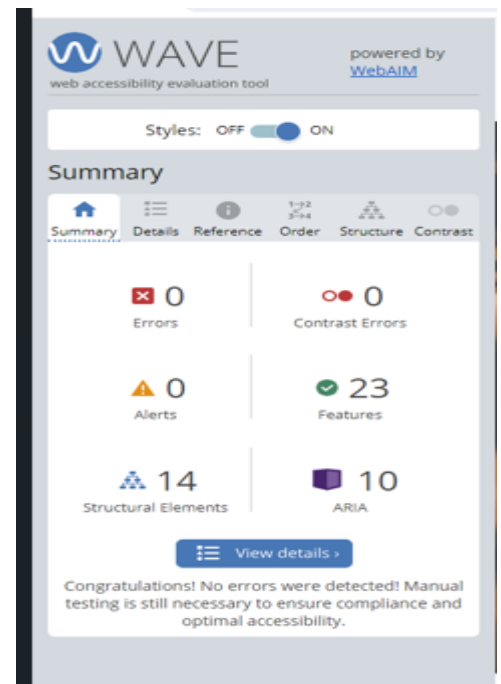 WAVE
web accessibility evaluation tool
powered by
WebAIM
Styles: OFF ON
Summary
Summary Details Reference Order Structure Contrast
0
Errors
0
Contrast Errors
0
Alerts
23
Features
14
Structural Elements
10
ARIA
View details ›
Congratulations! No errors were detected! Manual
testing is still necessary to ensure compliance and
optimal accessibility.